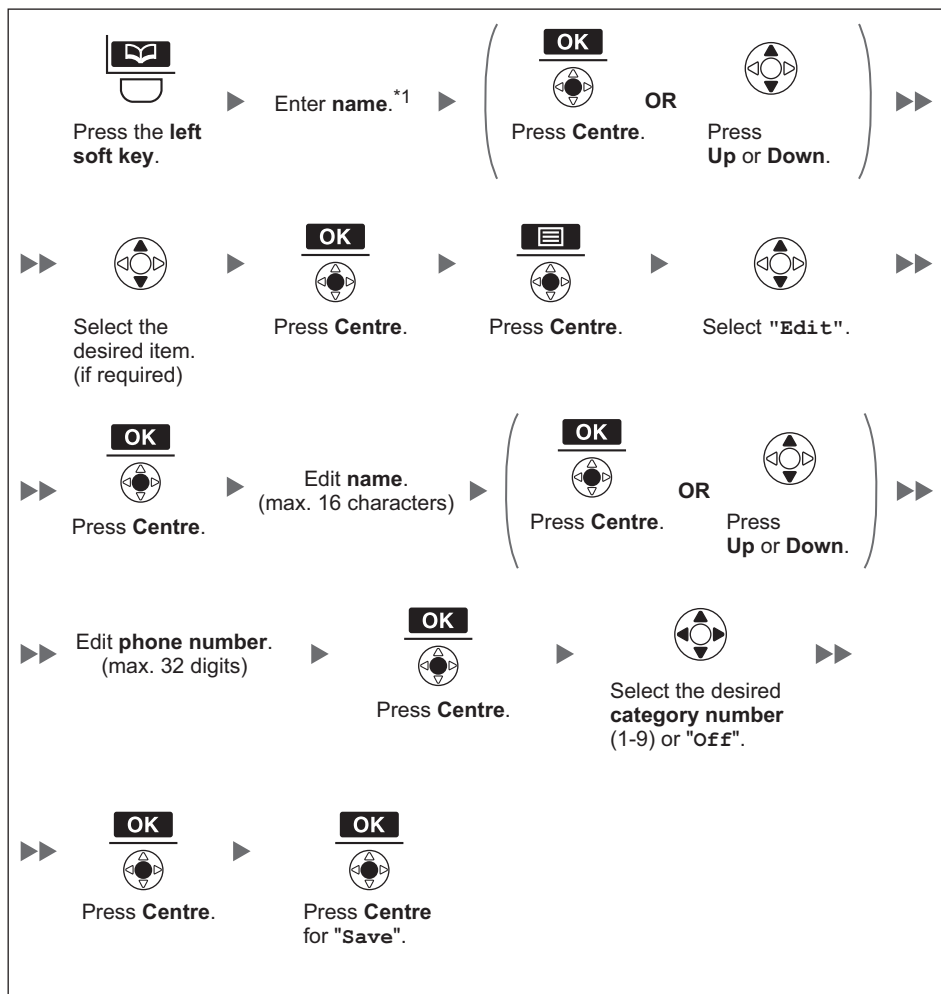 Press the left
soft key.
Enter name.*1
OK
Press Centre.
OR
Press
Up or Down.
Select the
desired item.
(if required)
OK
Press Centre.
Press Centre.
Select "Edit".
OK
Press Centre.
Edit name.
(max. 16 characters)
OK
Press Centre.
OR
Press
Up or Down.
Edit phone number.
(max. 32 digits)
OK
Press Centre.
Select the desired
category number
(1-9) or "Off".
OK
Press Centre.
OK
Press Centre
for "Save".